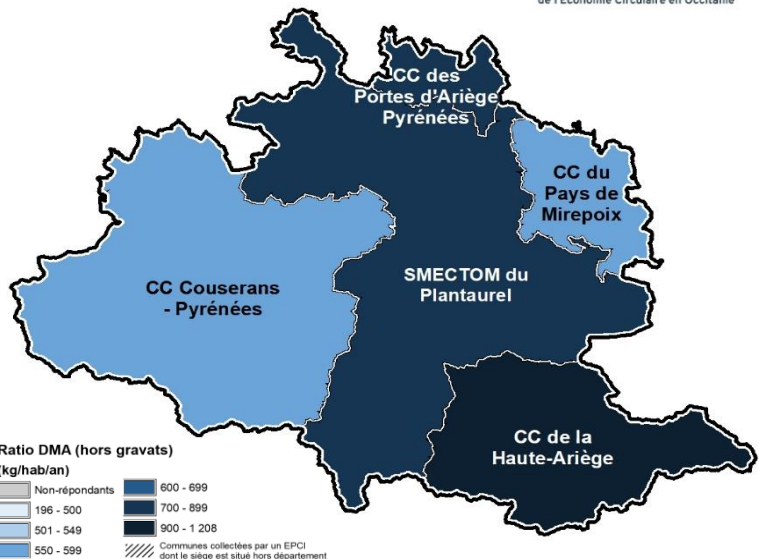 de l'Économie Circulaire en Occitanie
CC des
Portes d'Ariège
Pyrénées
CC du
Pays de
Mirepoix
SMECTOM du
Plantaurel
CC Couserans
- Pyrénées
CC de la
Haute-Ariège
Ratio DMA (hors gravats)
(kg/hab/an)
Non-répondants
196 - 500
501 - 549
550 - 599
600 - 699
700 - 899
900 - 1 208
Communes collectées par un EPCI
dont le siège est situé hors département